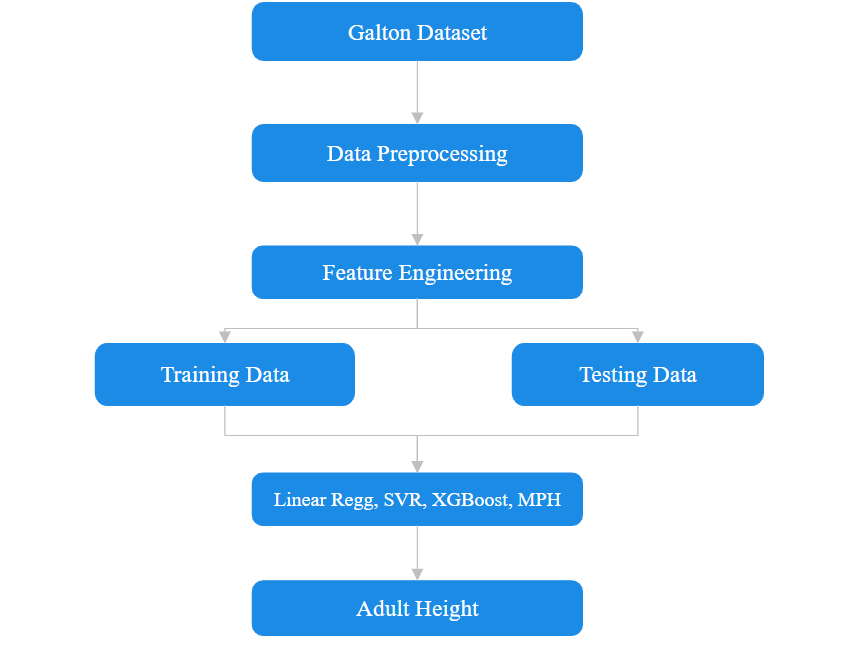 Galton Dataset
Data Preprocessing
Feature Engineering
Training Data
Testing Data
Linear Regg, SVR, XGBoost, MPH
Adult Height